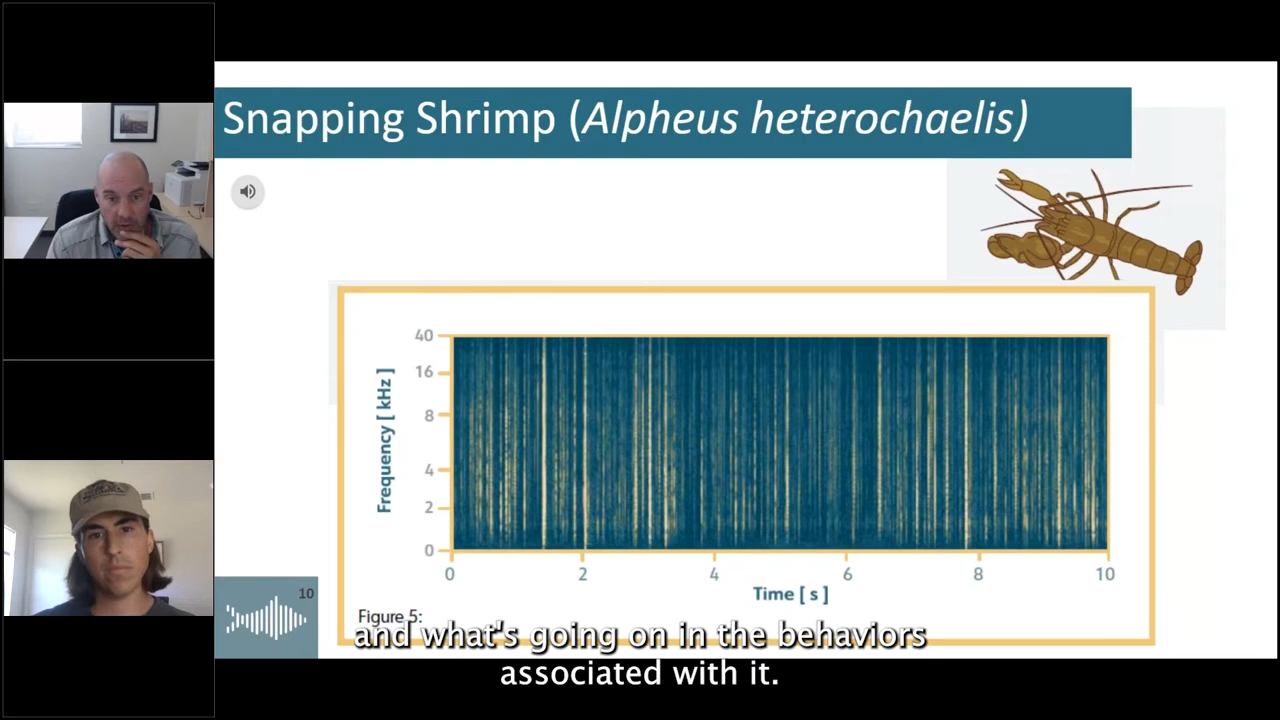 Snapping Shrimp (Alpheus heterochaelis)
40
16
8
4
2
0
Frequency [ kHz ]
0 2 4 6 8 10
Time [ s ]
10
Figure 5:
and what's going on in the behaviors
associated with it.